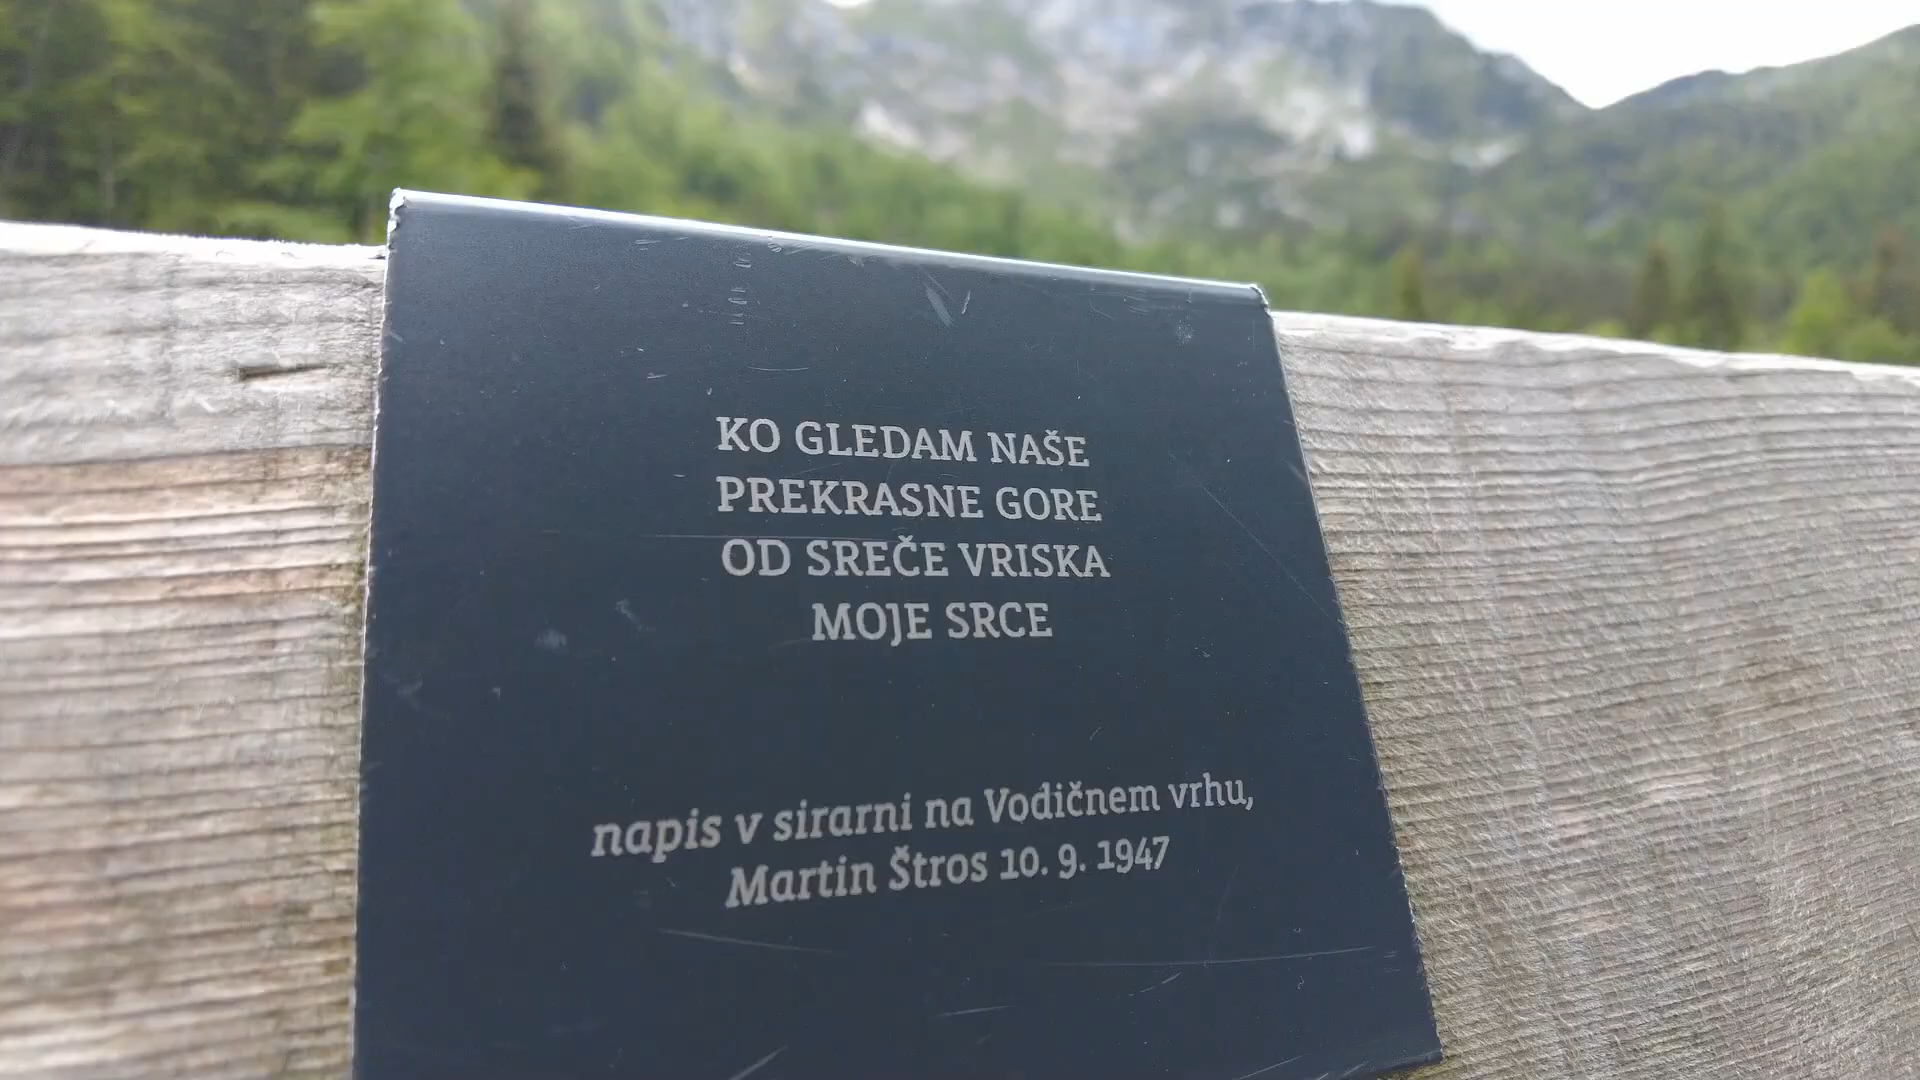 KO GLEDAM NAŠE
PREKRASNE GORE
OD SREČE VRISKA
MOJE SRCE
napis v sirarni na Vodičnem vrhu,
Martin Štros 10. 9. 1947